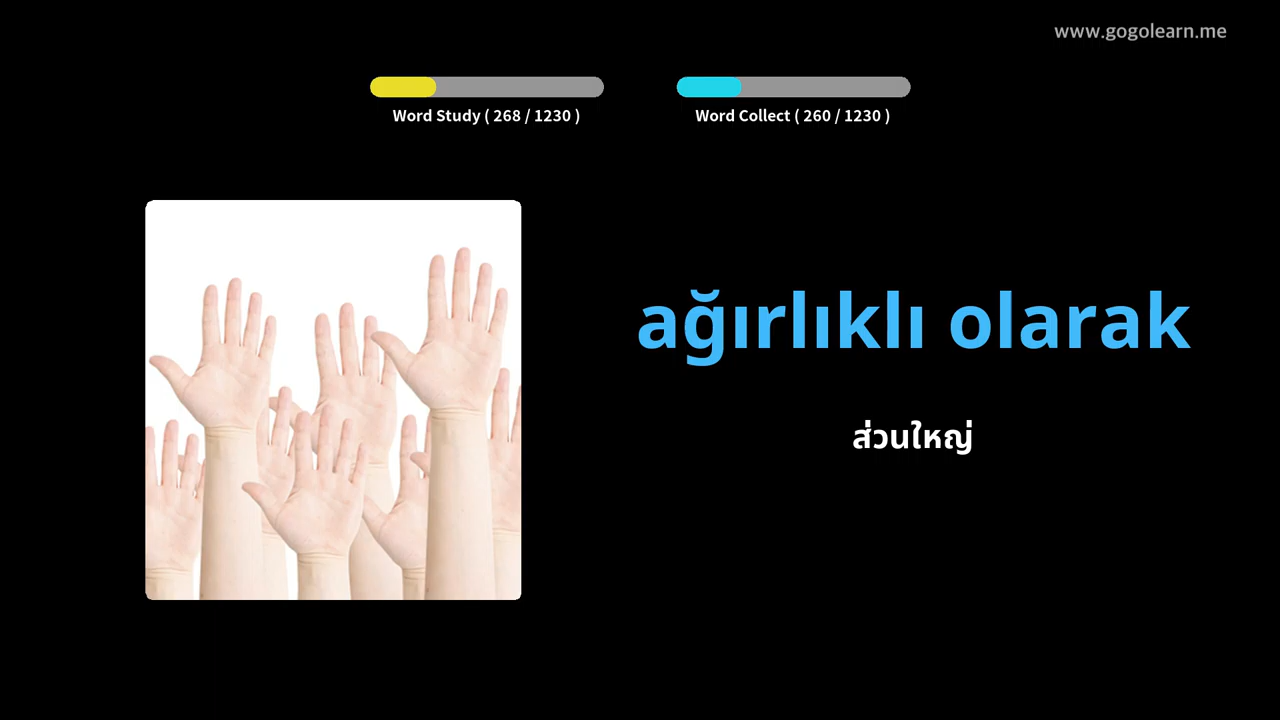 www.gogolearn.me
Word Study ( 268 / 1230 )
Word Collect ( 260 / 1230 )
ağırlıklı olarak
ส่วนใหญ่